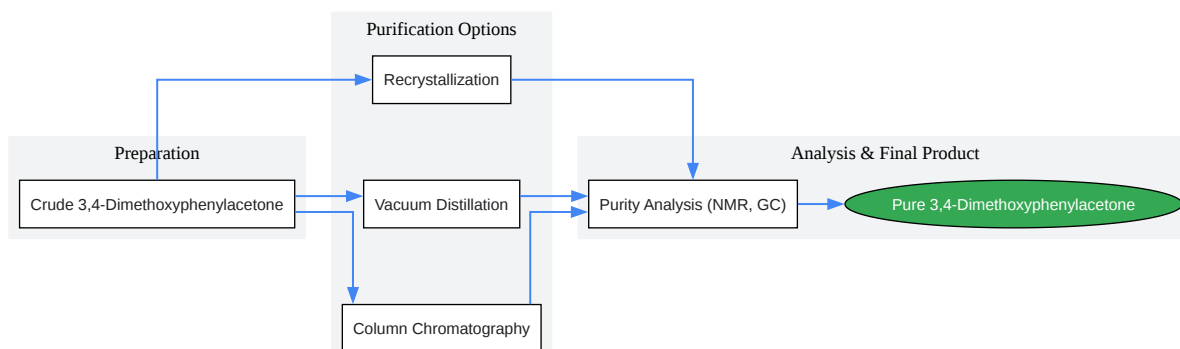 Purification Options
Recrystallization
Preparation
Analysis & Final Product
Crude 3,4-Dimethoxyphenylacetone
Vacuum Distillation
Purity Analysis (NMR, GC)
Pure 3,4-Dimethoxyphenylacetone
Column Chromatography